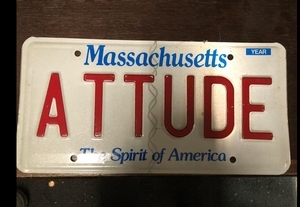 Massachusetts
YEAR
ATTUDE
The Spirit of America